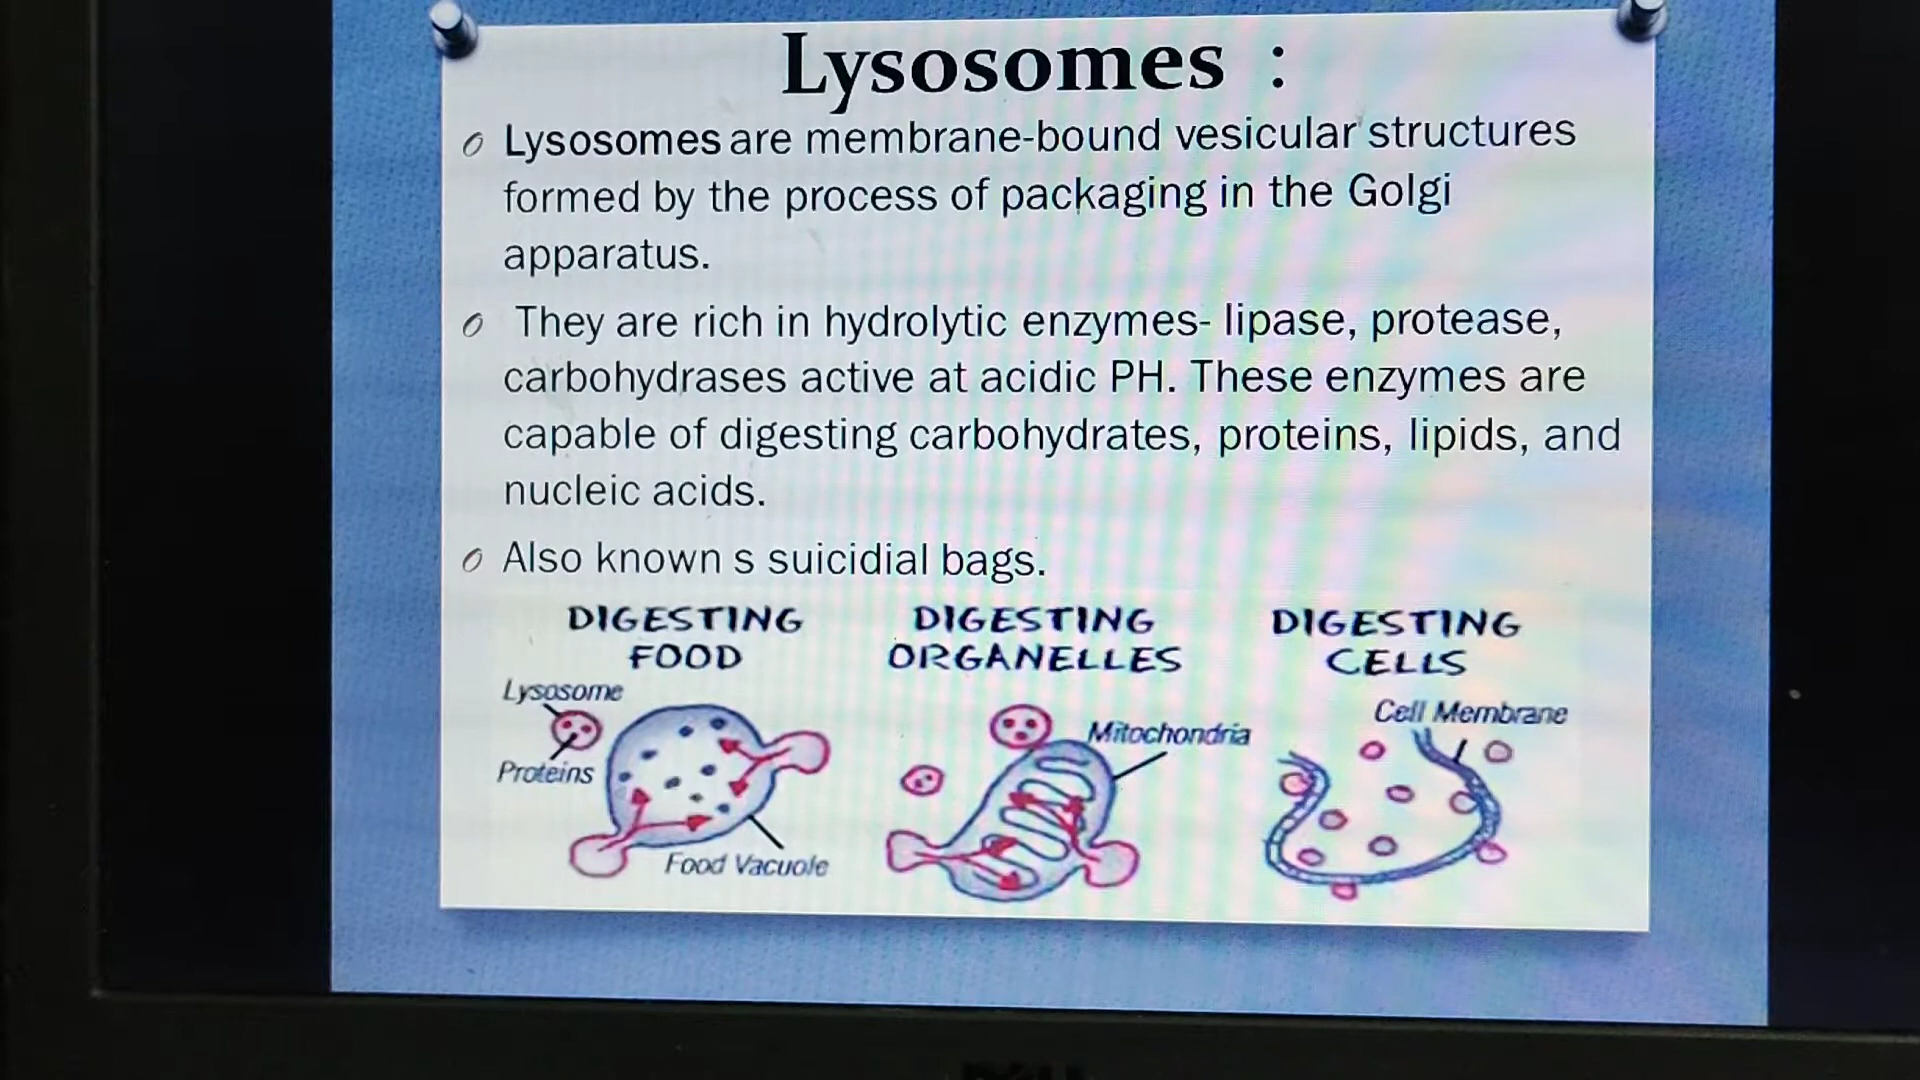 Lysosomes :
Lysosomes are membrane-bound vesicular structures
formed by the process of packaging in the Golgi
apparatus.
They are rich in hydrolytic enzymes- lipase, protease,
carbohydrases active at acidic PH. These enzymes are
capable of digesting carbohydrates, proteins, lipids, and
nucleic acids.
Also known s suicidial bags.
DIGESTING
FOOD
Lysosome
Proteins
Food Vacuole
DIGESTING
ORGANELLES
Mitochondria
DIGESTING
CELLS
Cell Membrane